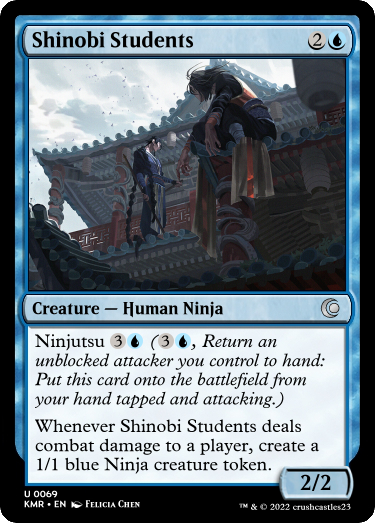 Shinobi Students 2
Creature — Human Ninja
Ninjutsu 3 (3, Return an
unblocked attacker you control to hand:
Put this card onto the battlefield from
your hand tapped and attacking.)
Whenever Shinobi Students deals
combat damage to a player, create a
1/1 blue Ninja creature token.
2/2
U 0069
KMR • EN Felicia Chen
™ & © 2022 crushcastles23